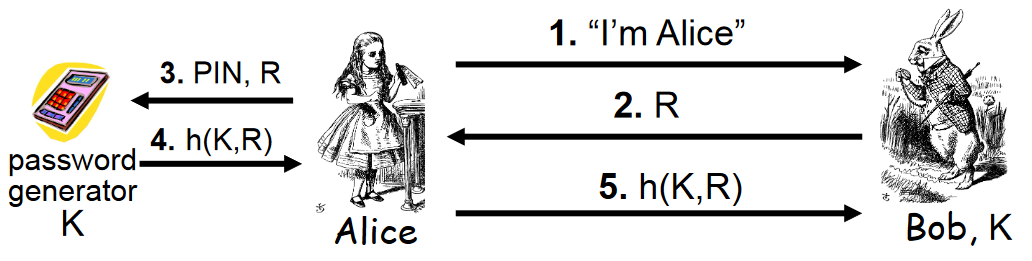 1. “I’m Alice”
3. PIN, R
2. R
4. h(K,R)
password
generator
K
5. h(K,R)
Alice
Bob, K